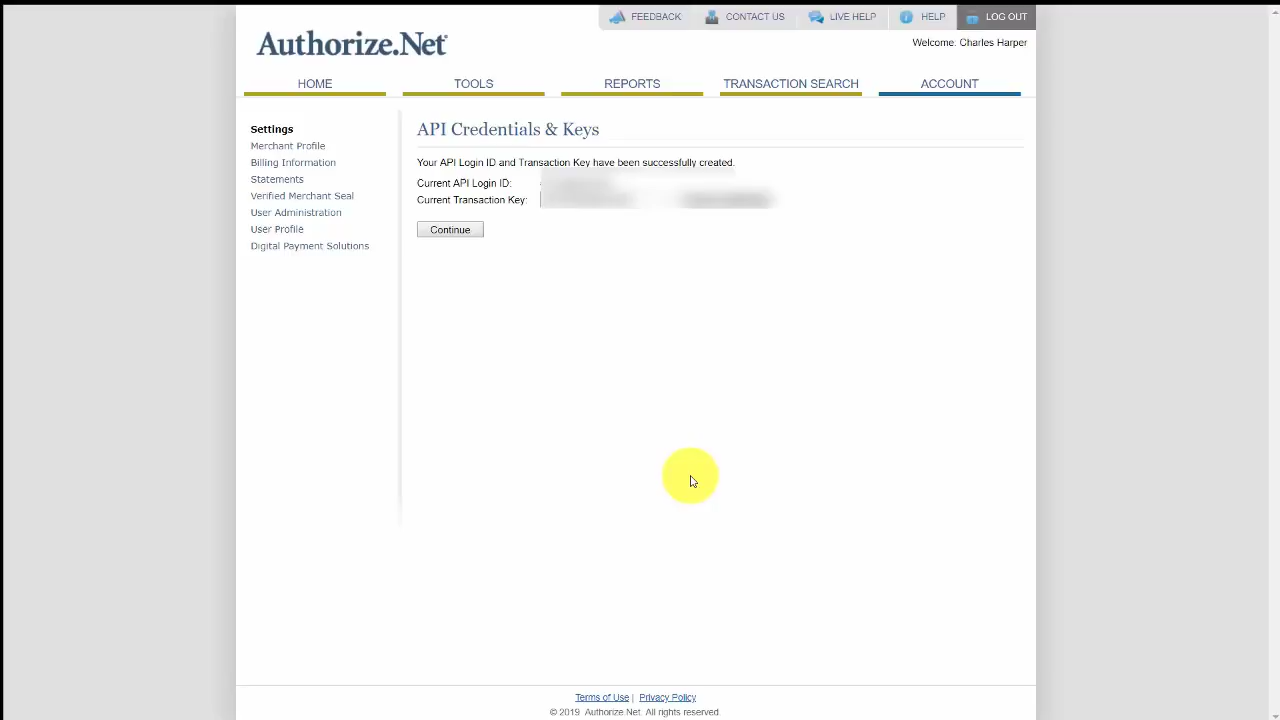 FEEDBACK CONTACT US LIVE HELP HELP LOG OUT
Authorize.Net
Welcome: Charles Harper
HOME TOOLS REPORTS TRANSACTION SEARCH ACCOUNT
Settings
Merchant Profile
Billing Information
Statements
Verified Merchant Seal
User Administration
User Profile
Digital Payment Solutions
API Credentials & Keys
Your API Login ID and Transaction Key have been successfully created.
Current API Login ID:
Current Transaction Key:
Continue
Terms of Use | Privacy Policy
© 2019 Authorize.Net. All rights reserved.